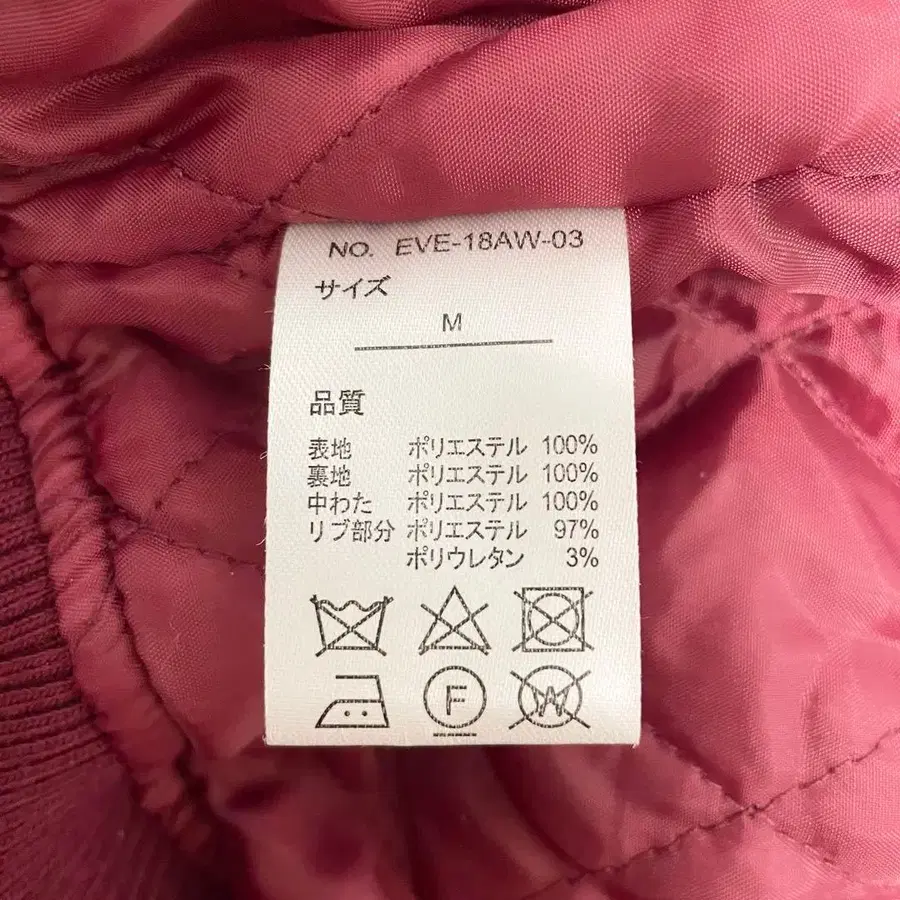 NO. EVE-18AW-03
サイズ
M
品質
表地 ポリエステル 100%
裏地 ポリエステル 100%
中わた ポリエステル 100%
リブ部分 ポリエステル 97%
ポリウレタン 3%
F
W